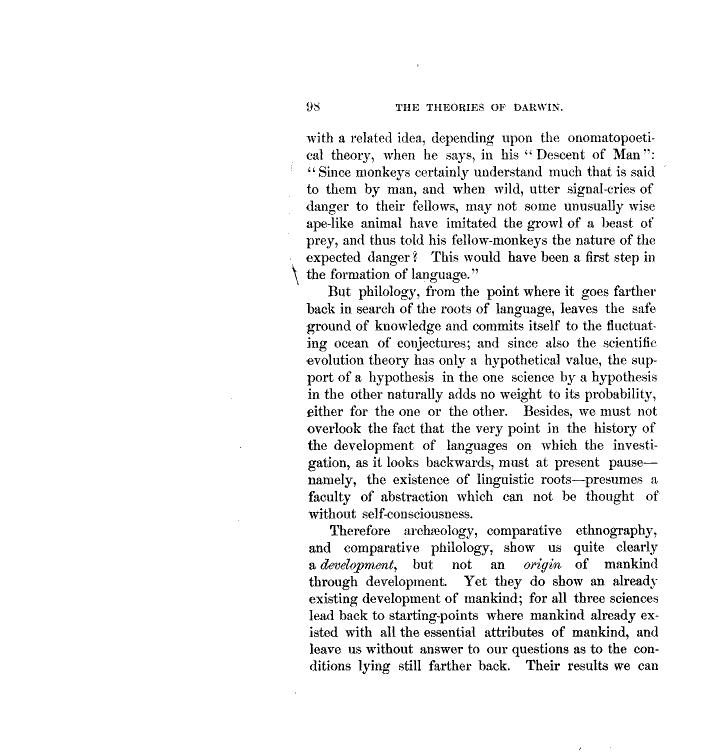 98 THE THEORIES OF DARWIN.
with a related idea, depending upon the onomatopoeti-
cal theory, when he says, in his “Descent of Man”:
“Since monkeys certainly understand much that is said
to them by man, and when wild, utter signal-cries of
danger to their fellows, may not some unusually wise
ape-like animal have imitated the growl of a beast of
prey, and thus told his fellow-monkeys the nature of the
expected danger? This would have been a first step in
the formation of language.”
But philology, from the point where it goes farther
back in search of the roots of language, leaves the safe
ground of knowledge and commits itself to the fluctuat-
ing ocean of conjectures; and since also the scientific
evolution theory has only a hypothetical value, the sup-
port of a hypothesis in the one science by a hypothesis
in the other naturally adds no weight to its probability,
either for the one or the other. Besides, we must not
overlook the fact that the very point in the history of
the development of languages on which the investi-
gation, as it looks backwards, must at present pause—
namely, the existence of linguistic roots—presumes a
faculty of abstraction which can not be thought of
without self-consciousness.
Therefore archæology, comparative ethnography,
and comparative philology, show us quite clearly
a development, but not an origin of mankind
through development. Yet they do show an already
existing development of mankind; for all three sciences
lead back to starting-points where mankind already ex-
isted with all the essential attributes of mankind, and
leave us without answer to our questions as to the con-
ditions lying still farther back. Their results we can